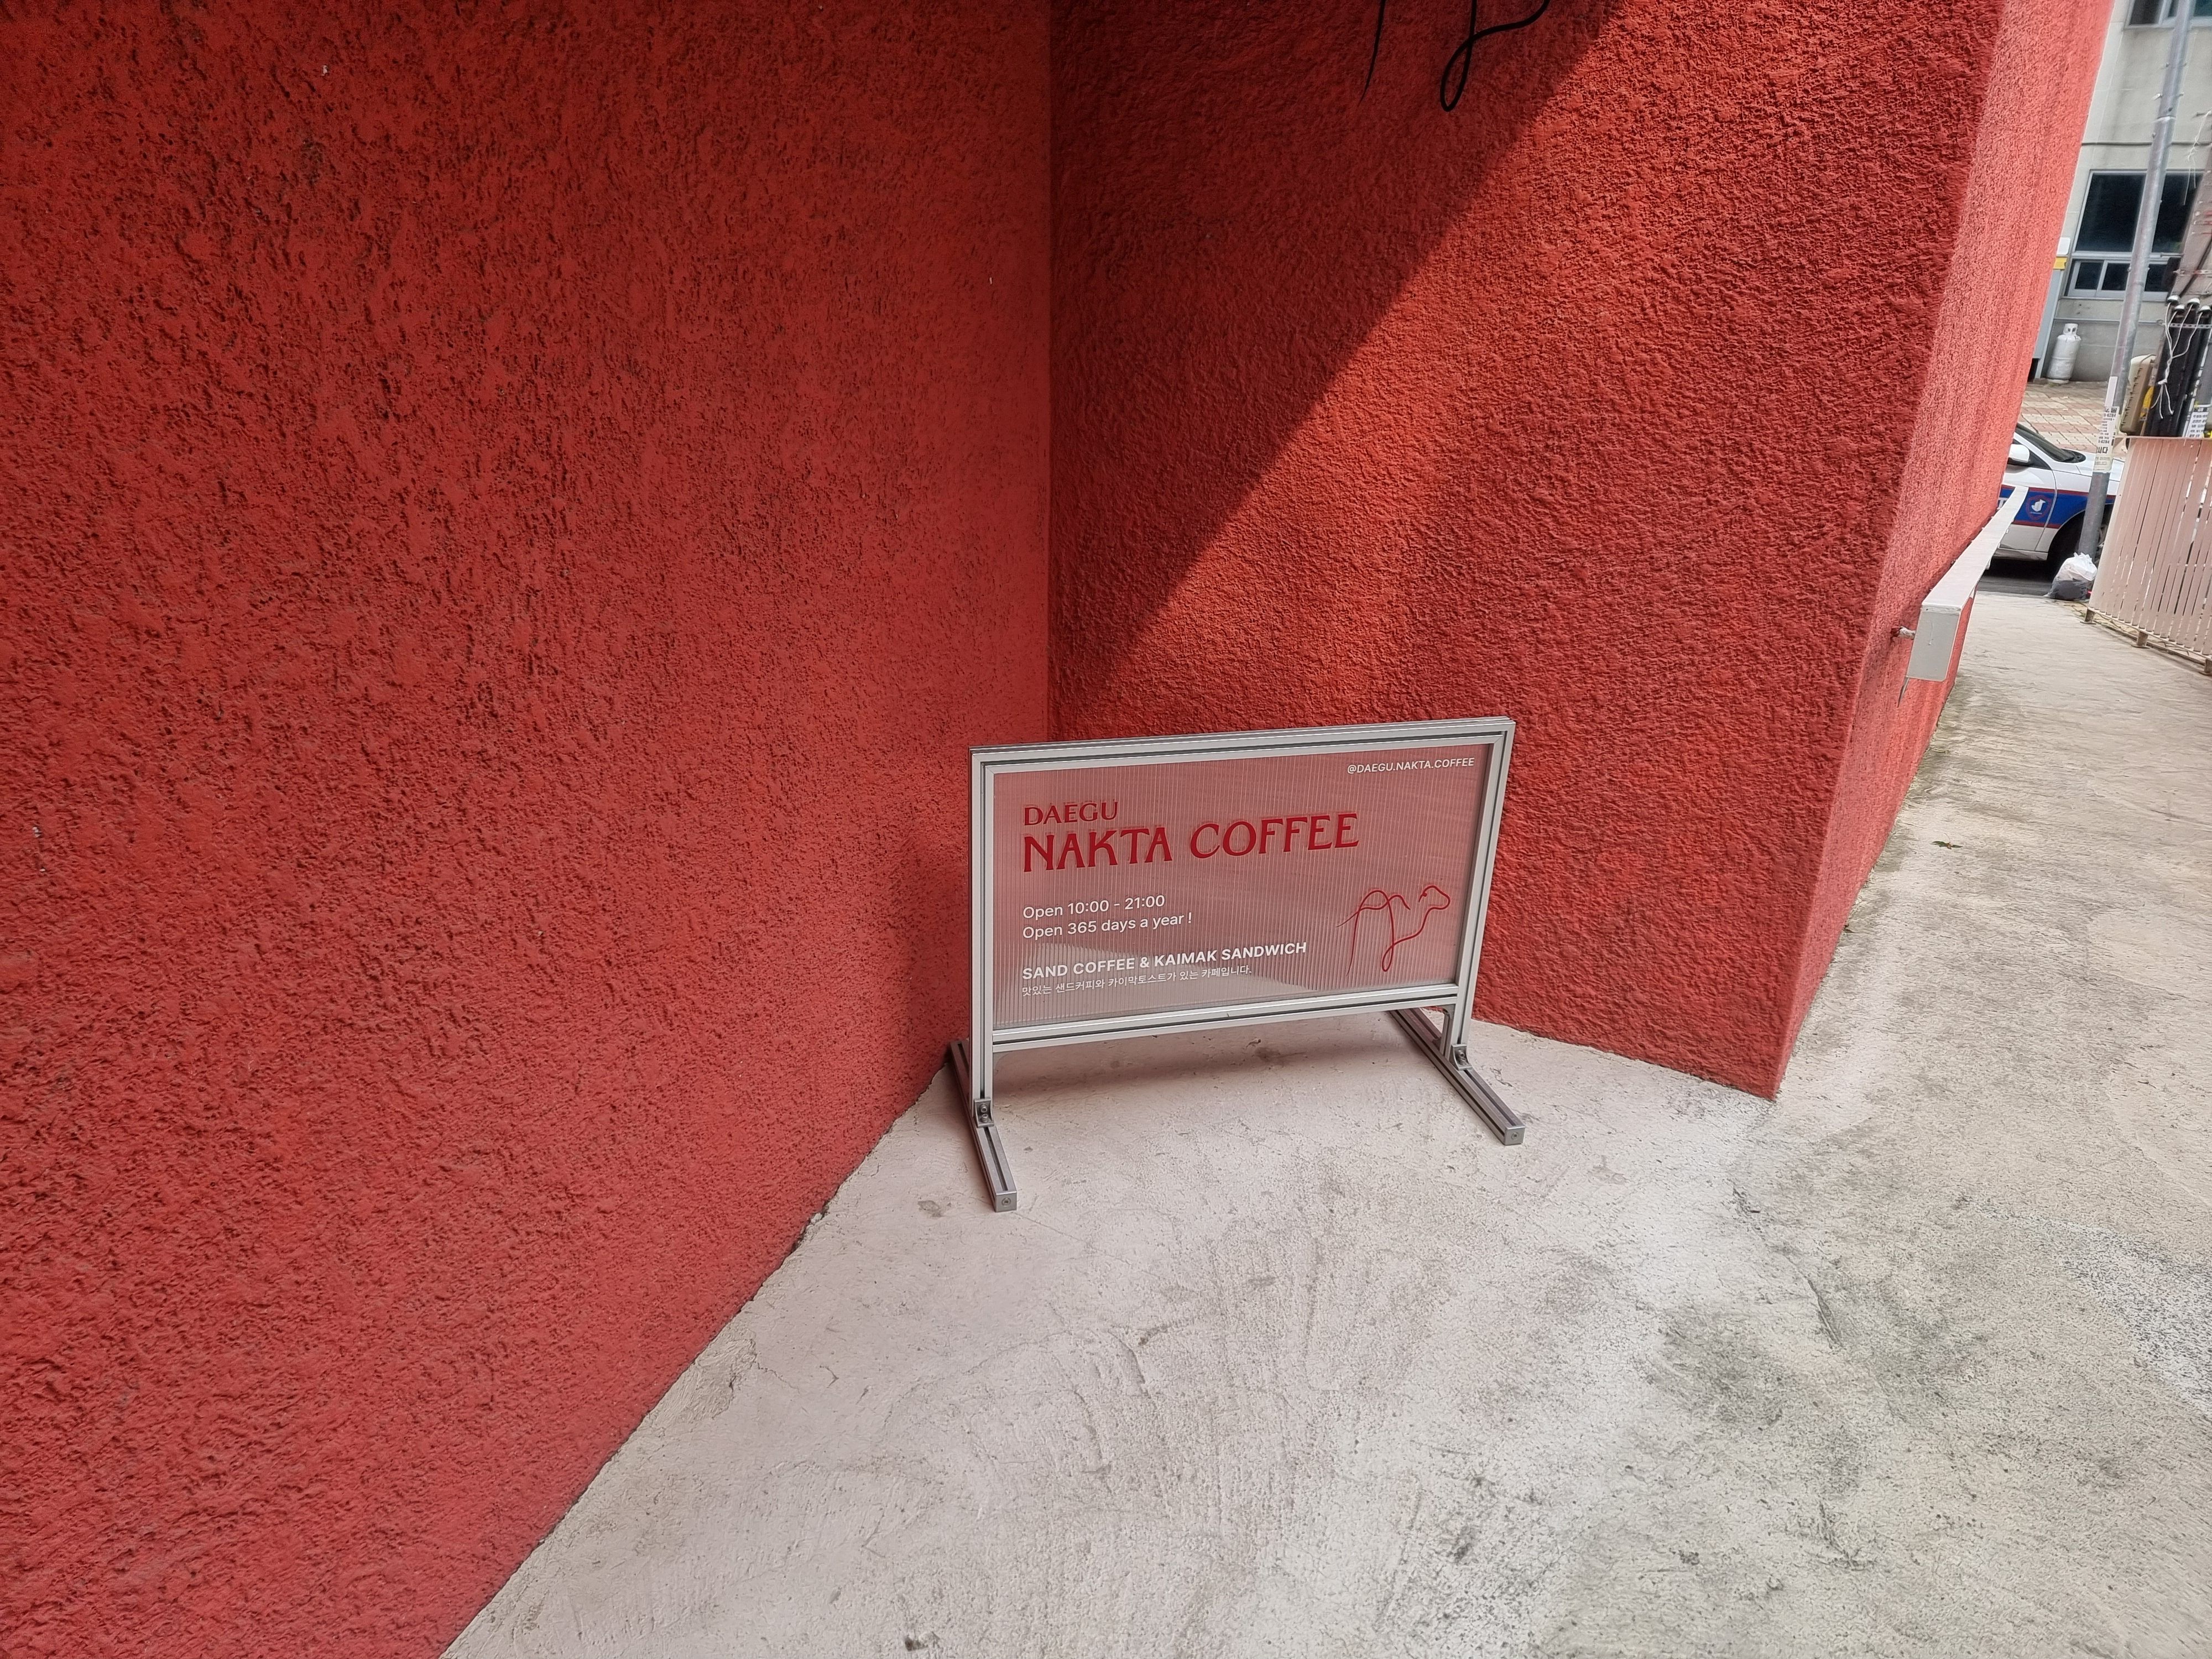 @DAEGU.NAKTA.COFFEE
DAEGU
NAKTA COFFEE
Open 10:00 - 21:00
Open 365 days a year !
SAND COFFEE & KAIMAK SANDWICH
맛있는 샌드커피와 카이막토스트가 있는 카페입니다.